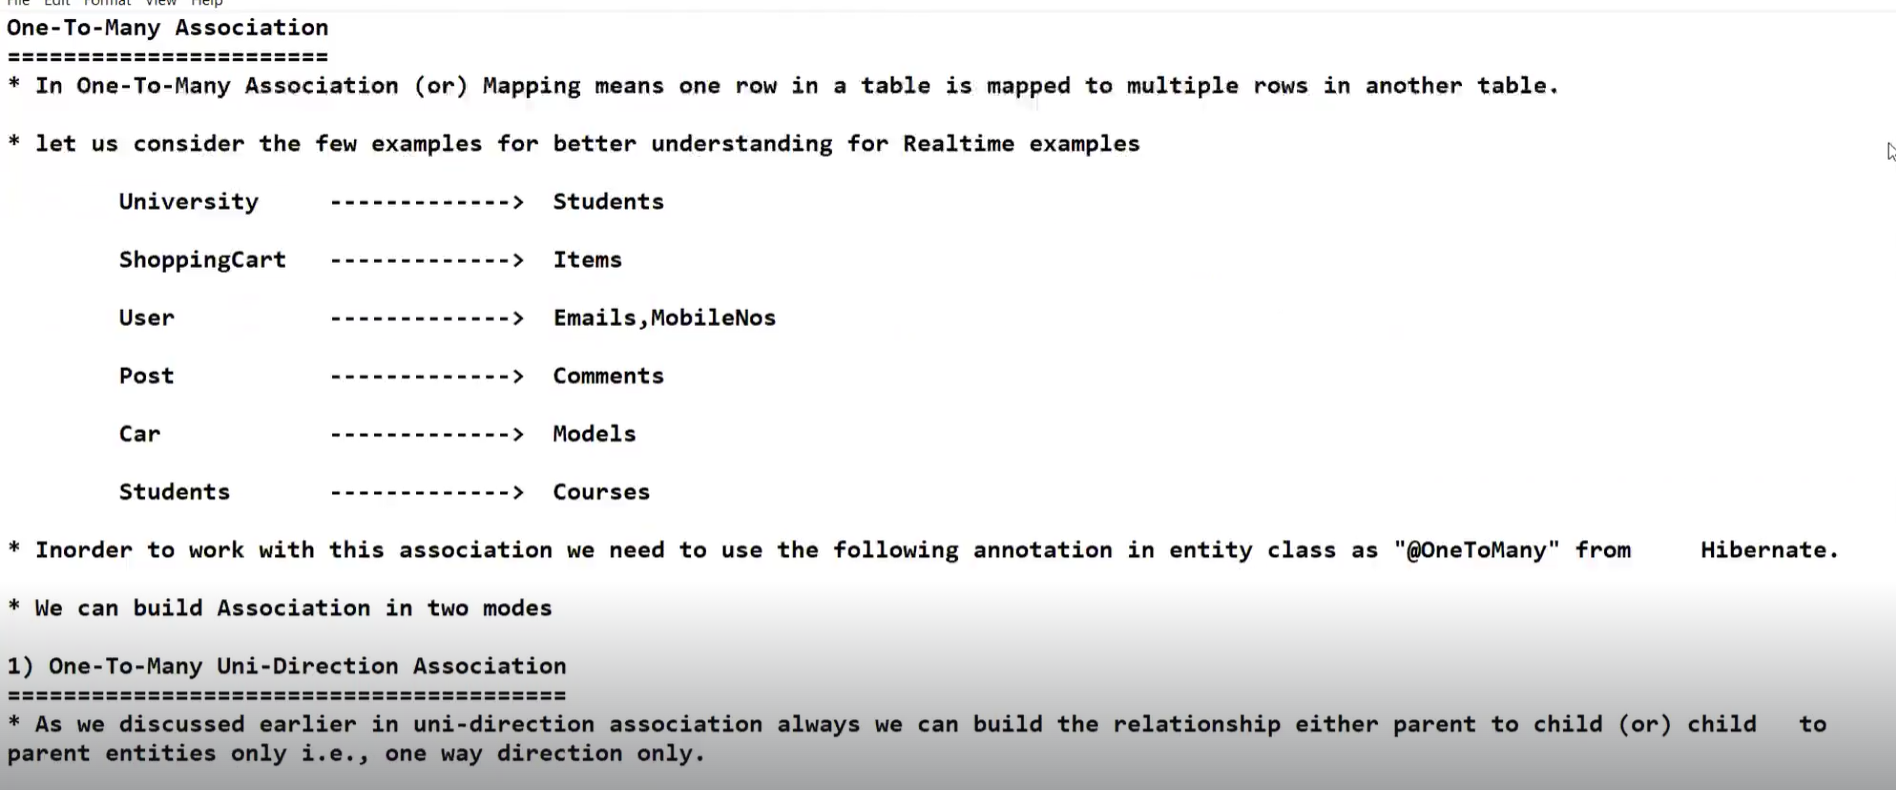 File Edit Format View Help
One-To-Many Association
=======================
* In One-To-Many Association (or) Mapping means one row in a table is mapped to multiple rows in another table.
* let us consider the few examples for better understanding for Realtime examples
University -------------> Students
ShoppingCart -------------> Items
User -------------> Emails,MobileNos
Post -------------> Comments
Car -------------> Models
Students -------------> Courses
* Inorder to work with this association we need to use the following annotation in entity class as "@OneToMany" from Hibernate.
* We can build Association in two modes
1) One-To-Many Uni-Direction Association
========================================
* As we discussed earlier in uni-direction association always we can build the relationship either parent to child (or) child to
parent entities only i.e., one way direction only.